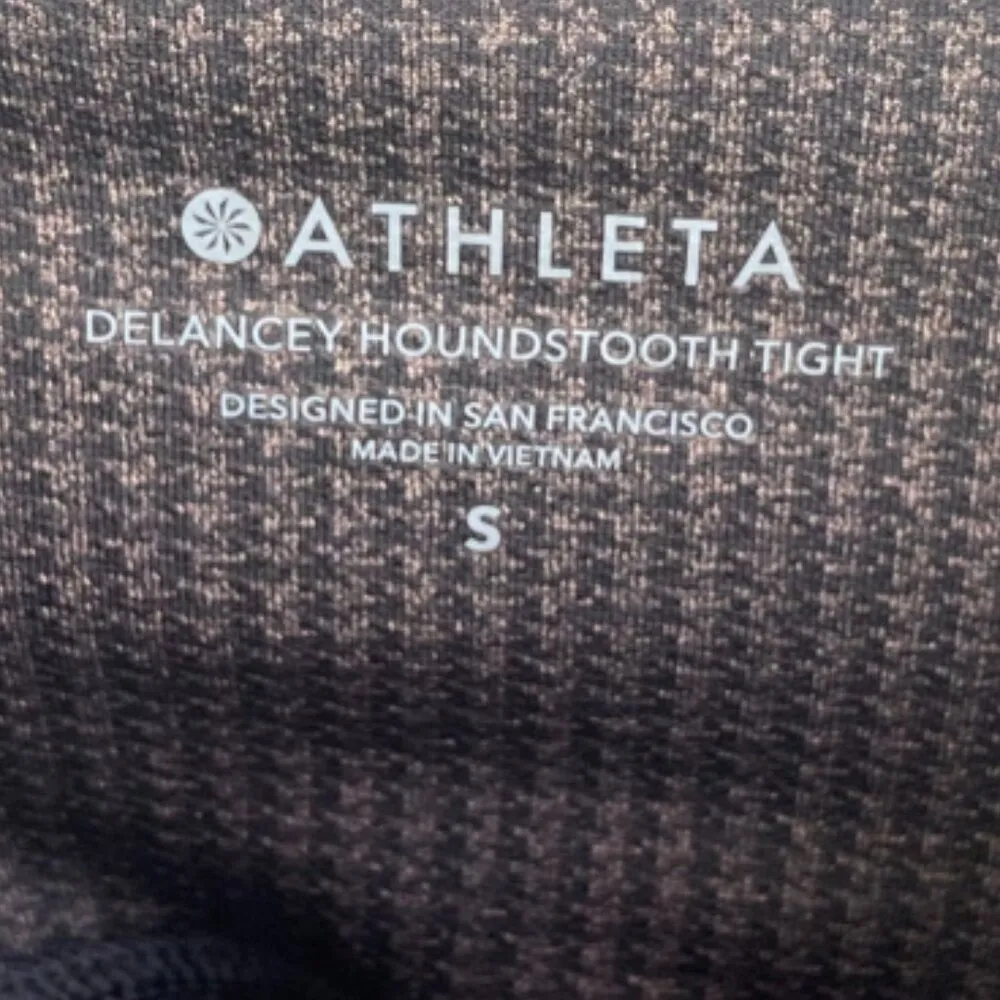 ATHLETA
DELANCEY HOUNDSTOOTH TIGHT
DESIGNED IN SAN FRANCISCO
MADE IN VIETNAM
S